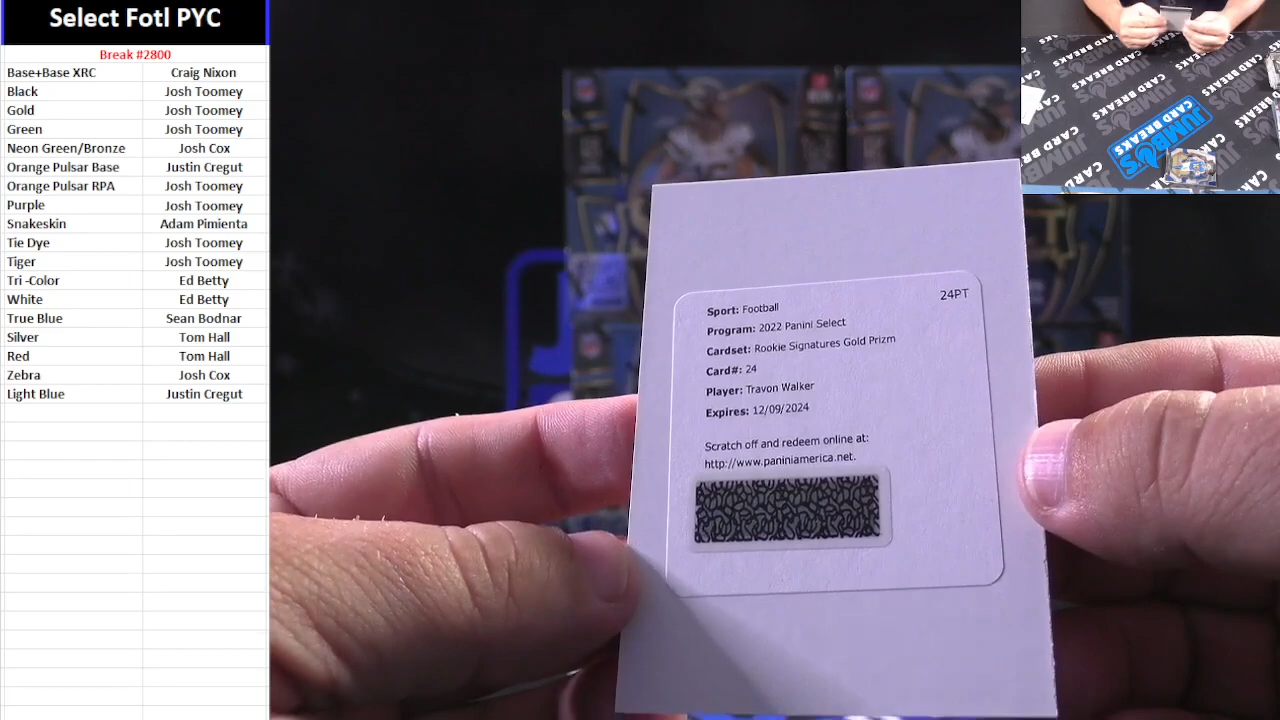 Select Fotl PYC
Break #2800
Base+Base XRC Craig Nixon
Black Josh Toomey
Gold Josh Toomey
Green Josh Toomey
Neon Green/Bronze Josh Cox
Orange Pulsar Base Justin Cregut
Orange Pulsar RPA Josh Toomey
Purple Josh Toomey
Snakeskin Adam Pimienta
Tie Dye Josh Toomey
Tiger Josh Toomey
Tri -Color Ed Betty
White Ed Betty
True Blue Sean Bodnar
Silver Tom Hall
Red Tom Hall
Zebra Josh Cox
Light Blue Justin Cregut
24PT
Sport: Football
Program: 2022 Panini Select
Cardset: Rookie Signatures Gold Prizm
Card#: 24
Player: Travon Walker
Expires: 12/09/2024
Scratch off and redeem online at:
http://www.paniniamerica.net.
JUMBO'S
CARD BREAKS